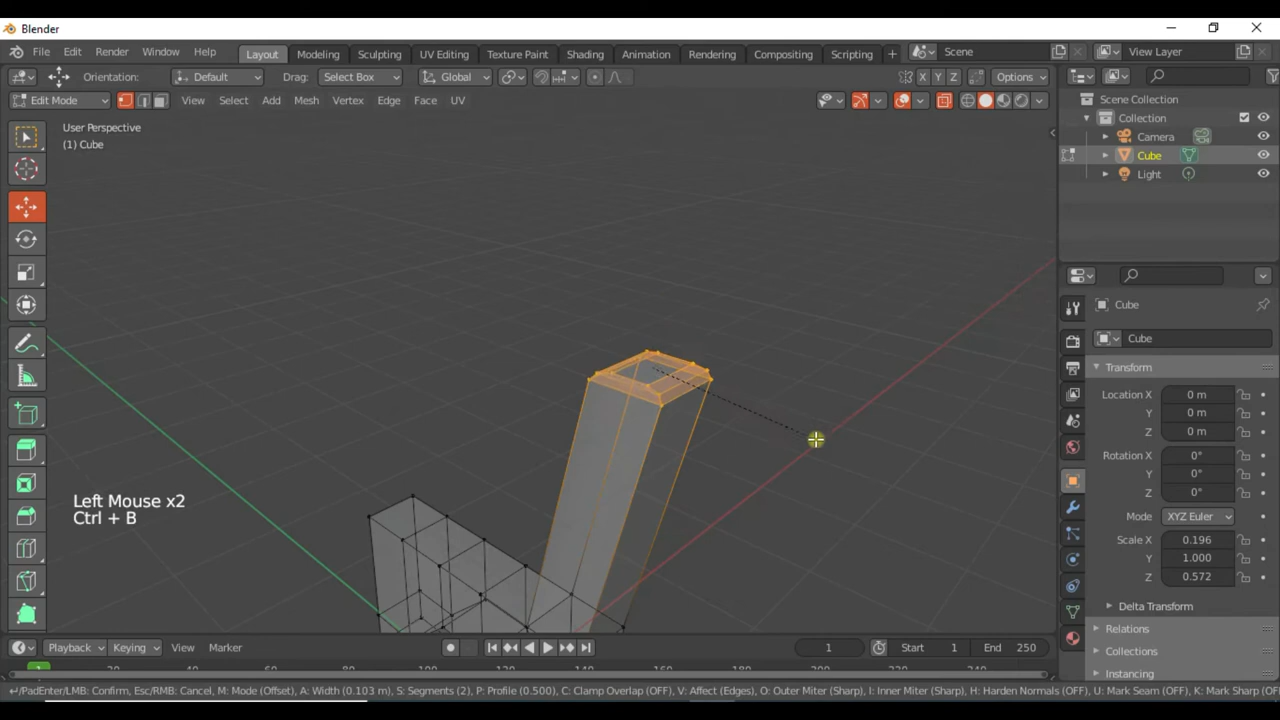 Blender
File Edit Render Window Help Layout Modeling Sculpting UV Editing Texture Paint Shading Animation Rendering Compositing Scripting + Scene View Layer
Orientation: Default Drag: Select Box Global X Y Z Options
Edit Mode View Select Add Mesh Vertex Edge Face UV
User Perspective
(1) Cube
Scene Collection
Collection
Camera
Cube
Light
Cube
Cube
Transform
Location X 0 m
Y 0 m
Z 0 m
Rotation X 0°
Y 0°
Z 0°
Mode XYZ Euler
Scale X 0.196
Y 1.000
Z 0.572
Delta Transform
Relations
Collections
Instancing
Left Mouse x2
Ctrl + B
Playback Keying View Marker 1 Start 1 End 250
PadEnter/LMB: Confirm, Esc/RMB: Cancel, M: Mode (Offset), A: Width (0.103 m), S: Segments (2), P: Profile (0.500), C: Clamp Overlap (OFF), V: Affect (Edges), O: Outer Miter (Sharp), I: Inner Miter (Sharp), H: Harden Normals (OFF), U: Mark Seam (OFF), K: Mark Sharp